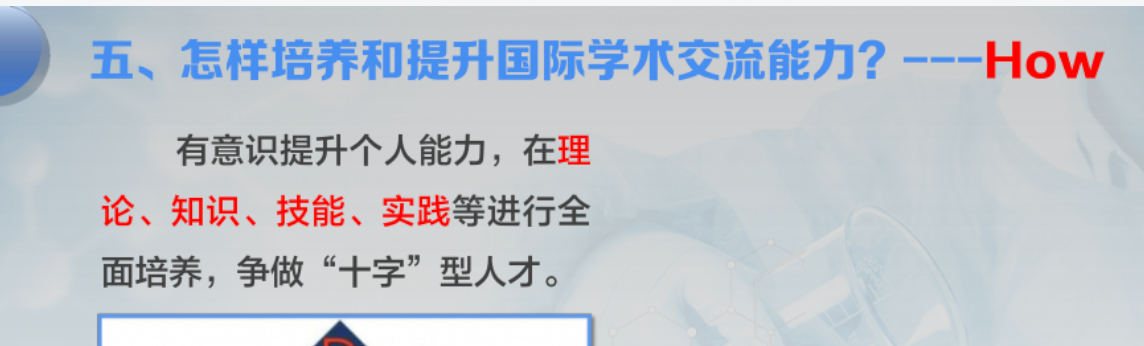 五、怎样培养和提升国际学术交流能力？---How
有意识提升个人能力，在理
论、知识、技能、实践等进行全
面培养，争做“十字”型人才。